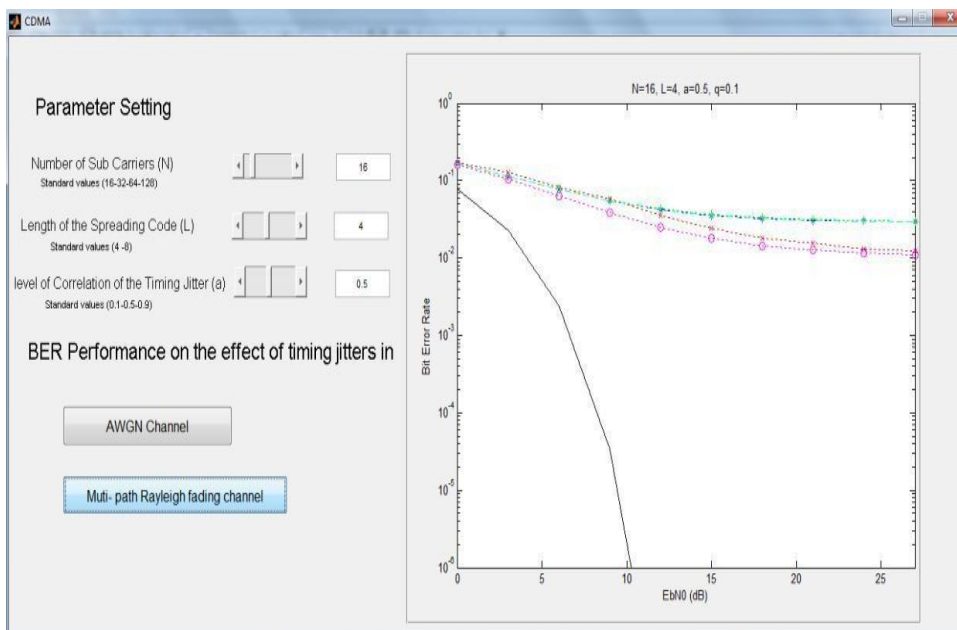 CDMA
Parameter Setting
Number of Sub Carriers (N)
16
Standard values (16-32-64-128)
Length of the Spreading Code (L)
4
Standard values (4 -8)
level of Correlation of the Timing Jitter (a)
0.5
Standard values (0.1-0.5-0.9)
BER Performance on the effect of timing jitters in
AWGN Channel
Muti- path Rayleigh fading channel
N=16, L=4, a=0.5, q=0.1
Bit Error Rate
10^0
10^-1
10^-2
10^-3
10^-4
10^-5
10^-6
0 5 10 15 20 25
EbN0 (dB)